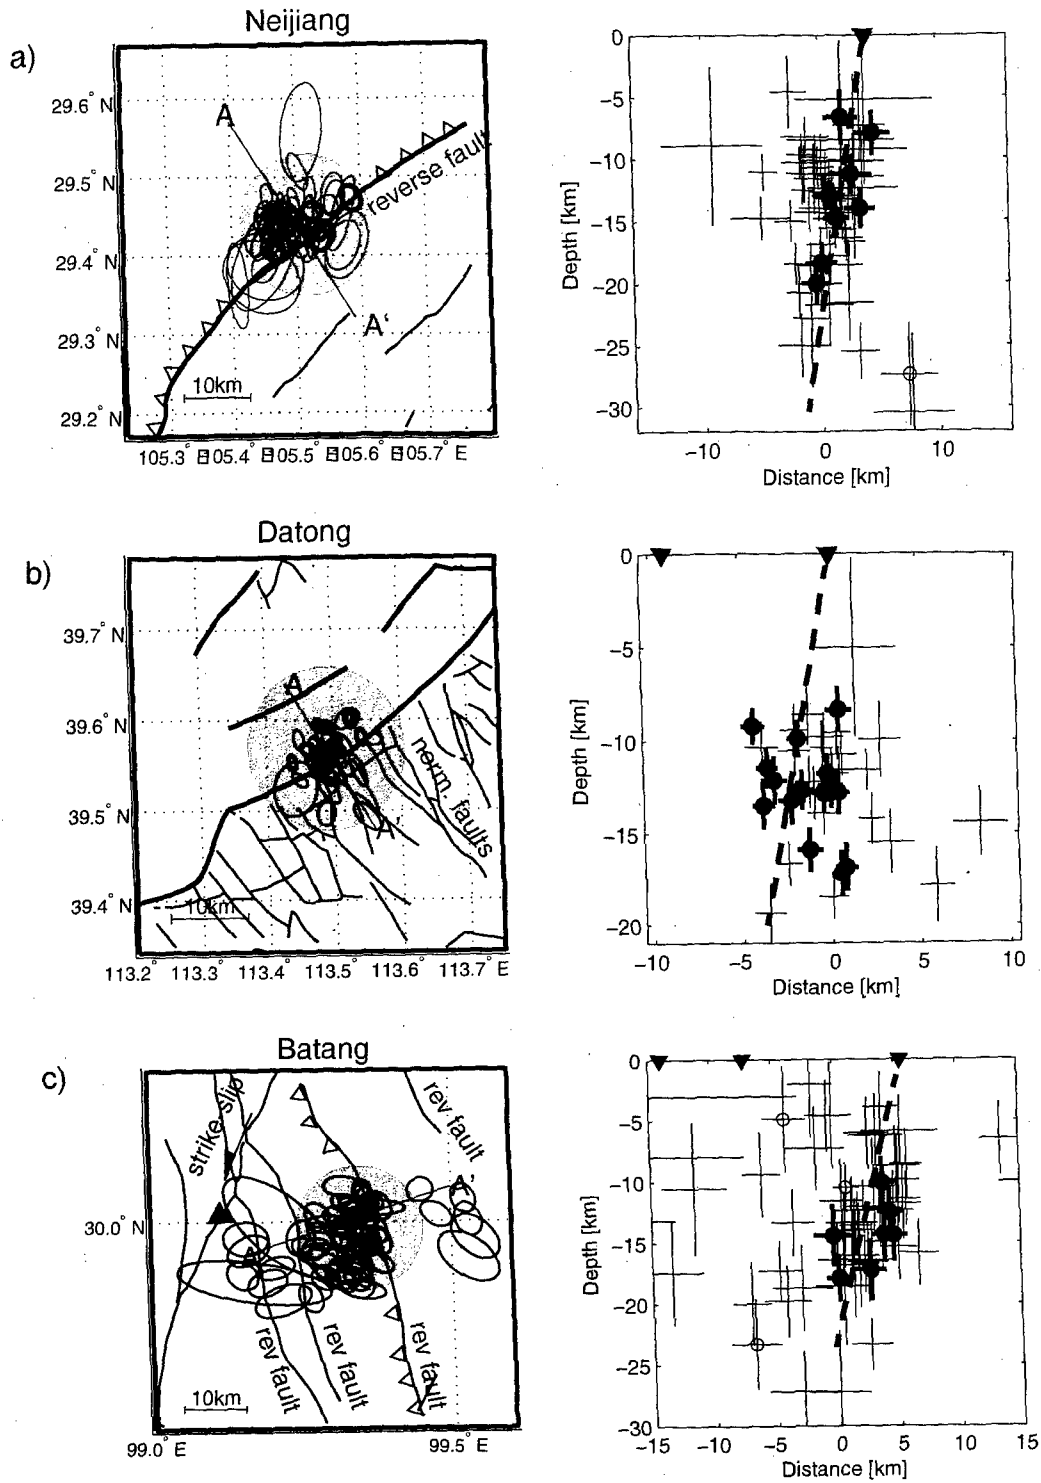 Neijiang
a)
29.6° N
29.5° N
29.4° N
29.3° N
29.2° N
A
A'
reverse fault
10km
105.3° 05.4° 05.5° 05.6° 05.7° E
0
−5
−10
−15
−20
−25
−30
Depth [km]
−10 0 10
Distance [km]
Datong
b)
39.7° N
39.6° N
39.5° N
39.4° N
A
A'
norm. faults
10km
113.2° 113.3° 113.4° 113.5° 113.6° 113.7° E
0
−5
−10
−15
−20
Depth [km]
−10 −5 0 5 10
Distance [km]
Batang
c)
30.0° N
strike slip
rev fault
A'
A
rev fault
rev fault
rev fault
10km
99.0° E 99.5° E
0
−5
−10
−15
−20
−25
−30
Depth [km]
−15 −10 −5 0 5 10 15
Distance [km]